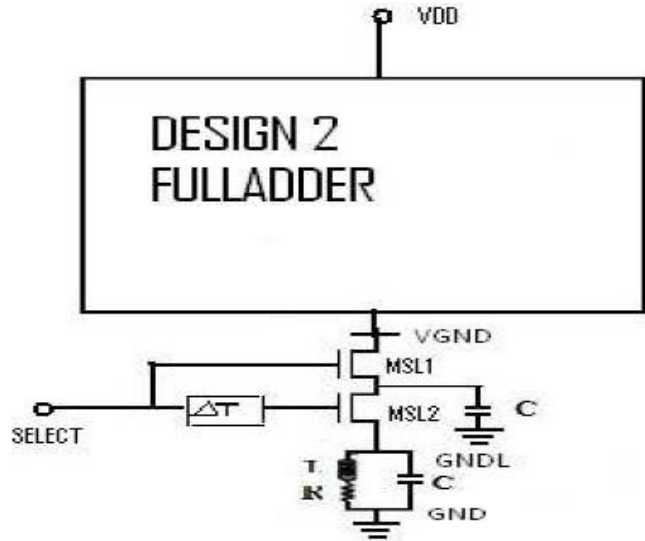 VDD
DESIGN 2
FULLADDER
VGND
MSL1
ΔT
MSL2
C
SELECT
GNDL
T
C
R
GND